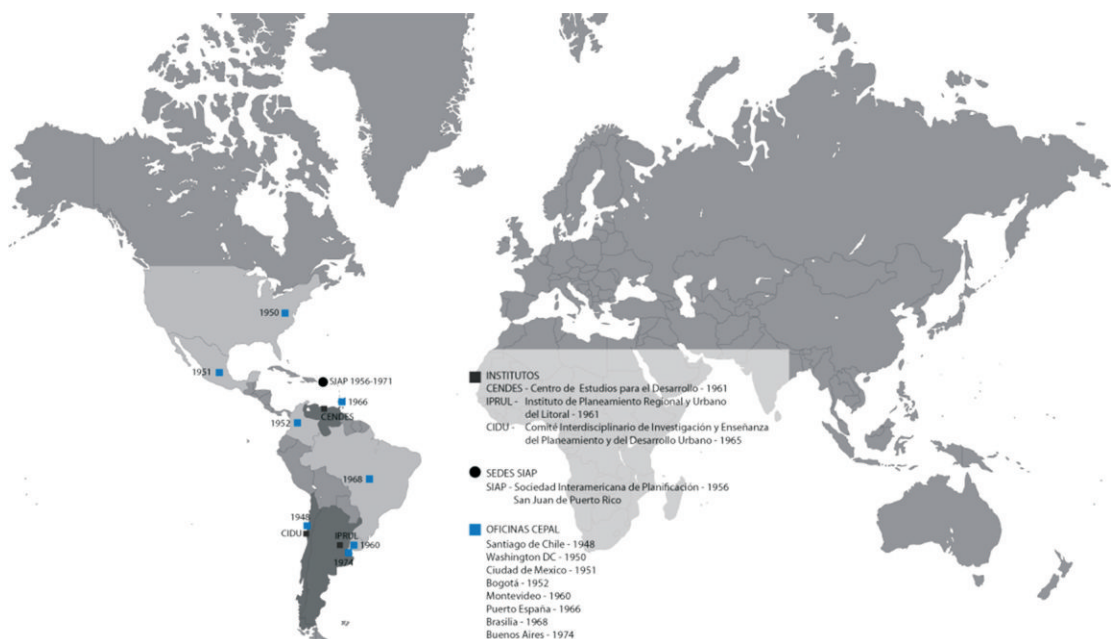 1950
1951
SIAP 1956-1971
1966
CENDES
1952
1968
1948
CIDU
IPRUL
1960
1974
INSTITUTOS
CENDES - Centro de Estudios para el Desarrollo - 1961
IPRUL - Instituto de Planeamiento Regional y Urbano
del Litoral - 1961
CIDU - Comité Interdisciplinario de Investigación y Enseñanza
del Planeamiento y del Desarrollo Urbano - 1965
SEDES SIAP
SIAP - Sociedad Interamericana de Planificación - 1956
San Juan de Puerto Rico
OFICINAS CEPAL
Santiago de Chile - 1948
Washington DC - 1950
Ciudad de Mexico - 1951
Bogotá - 1952
Montevideo - 1960
Puerto España - 1966
Brasilia - 1968
Buenos Aires - 1974